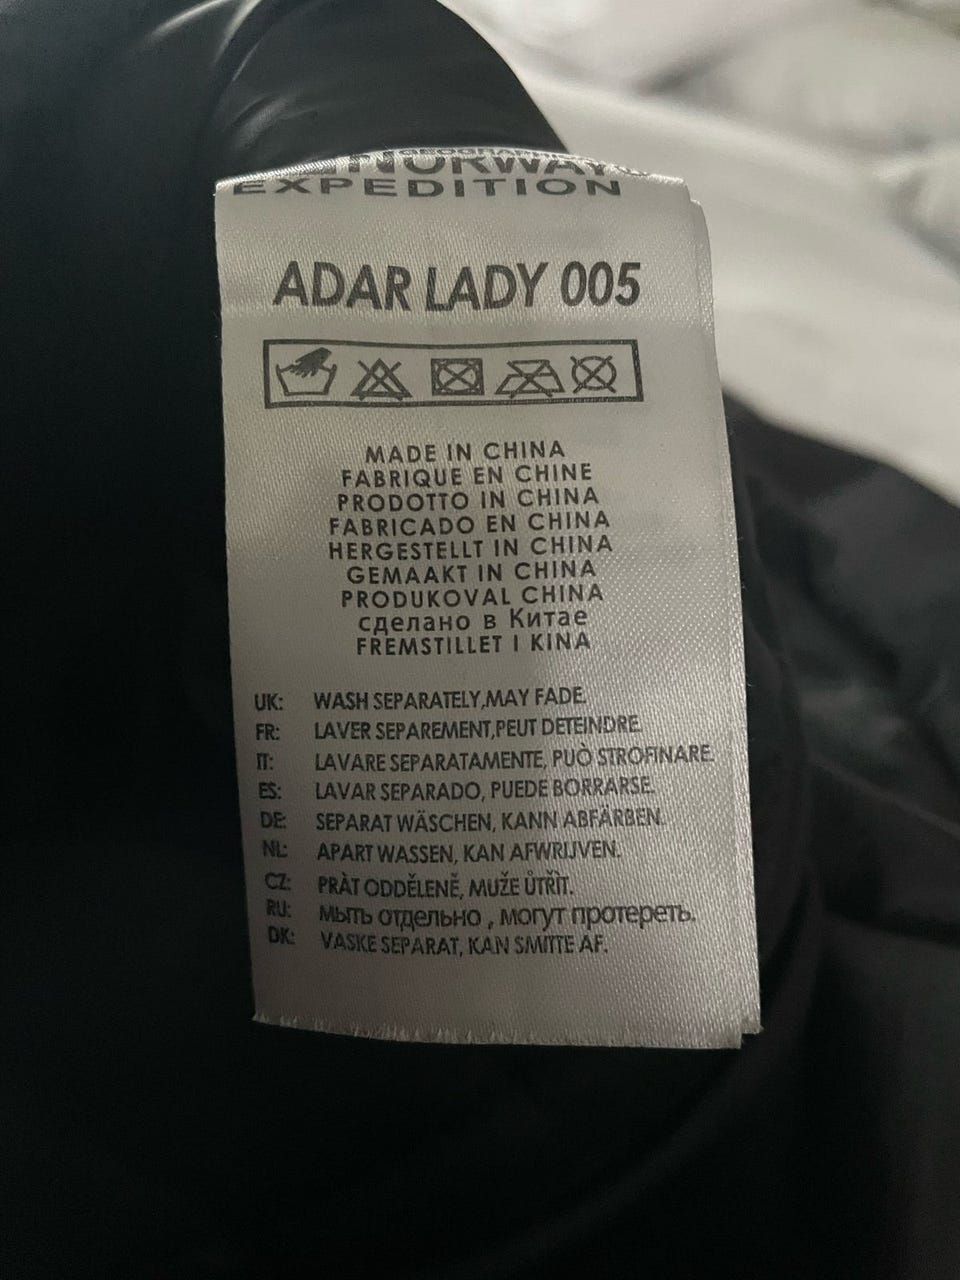 GEOGRAPHICAL
NORWAY
EXPEDITION
ADAR LADY 005
MADE IN CHINA
FABRIQUE EN CHINE
PRODOTTO IN CHINA
FABRICADO EN CHINA
HERGESTELLT IN CHINA
GEMAAKT IN CHINA
PRODUKOVAL CHINA
сделано в Китае
FREMSTILLET I KINA
UK: WASH SEPARATELY,MAY FADE.
FR: LAVER SEPAREMENT,PEUT DETEINDRE.
IT: LAVARE SEPARATAMENTE, PUÒ STROFINARE.
ES: LAVAR SEPARADO, PUEDE BORRARSE.
DE: SEPARAT WÄSCHEN, KANN ABFÄRBEN.
NL: APART WASSEN, KAN AFWRIJVEN.
CZ: PRÀT ODDĚLENĚ, MUŽE ŮTŘÌT.
RU: мыть отдельно , могут протереть.
DK: VASKE SEPARAT, KAN SMITTE AF.